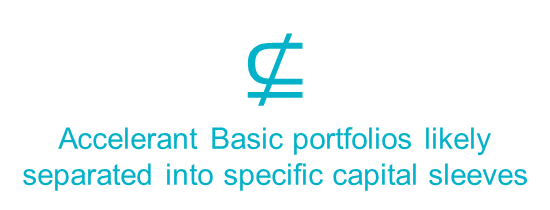 ⊈
Accelerant Basic portfolios likely
separated into specific capital sleeves